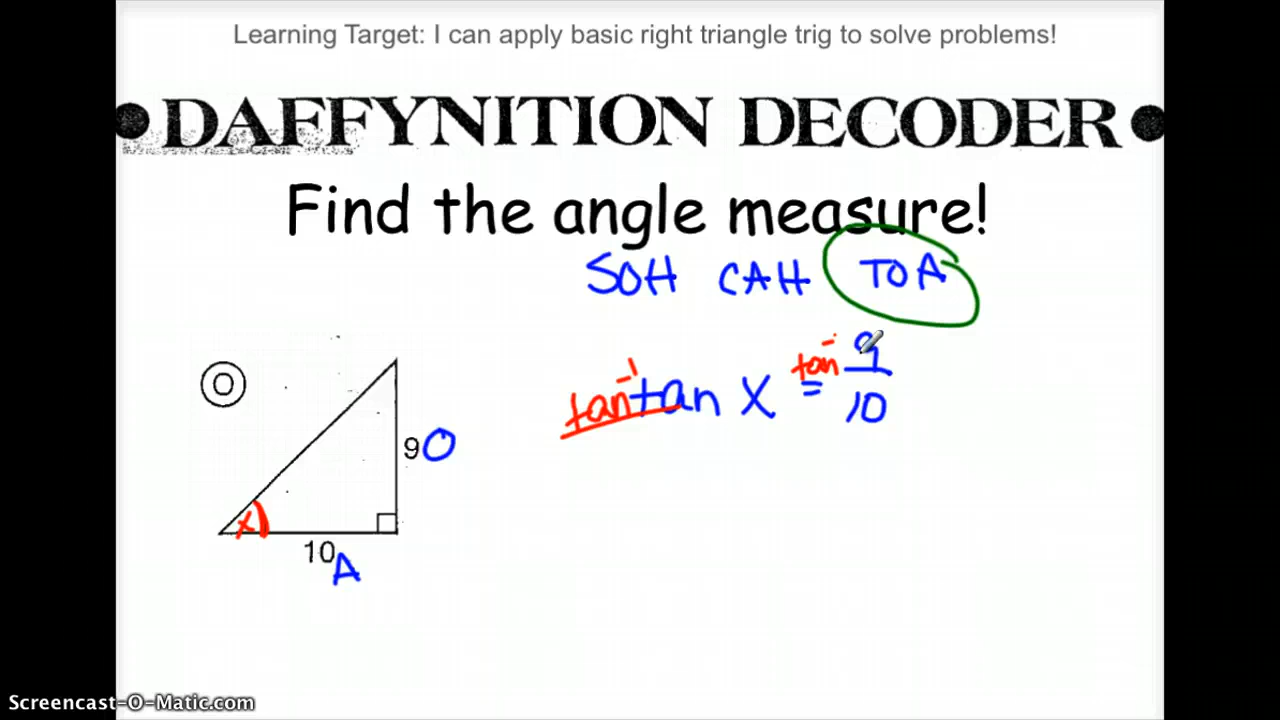 Learning Target: I can apply basic right triangle trig to solve problems!
DAFFYNITION DECODER
Find the angle measure!
SOH CAH TOA
O
tan⁻¹ tan X = tan⁻ 9/10
9 O
X
10 A
Screencast-O-Matic.com